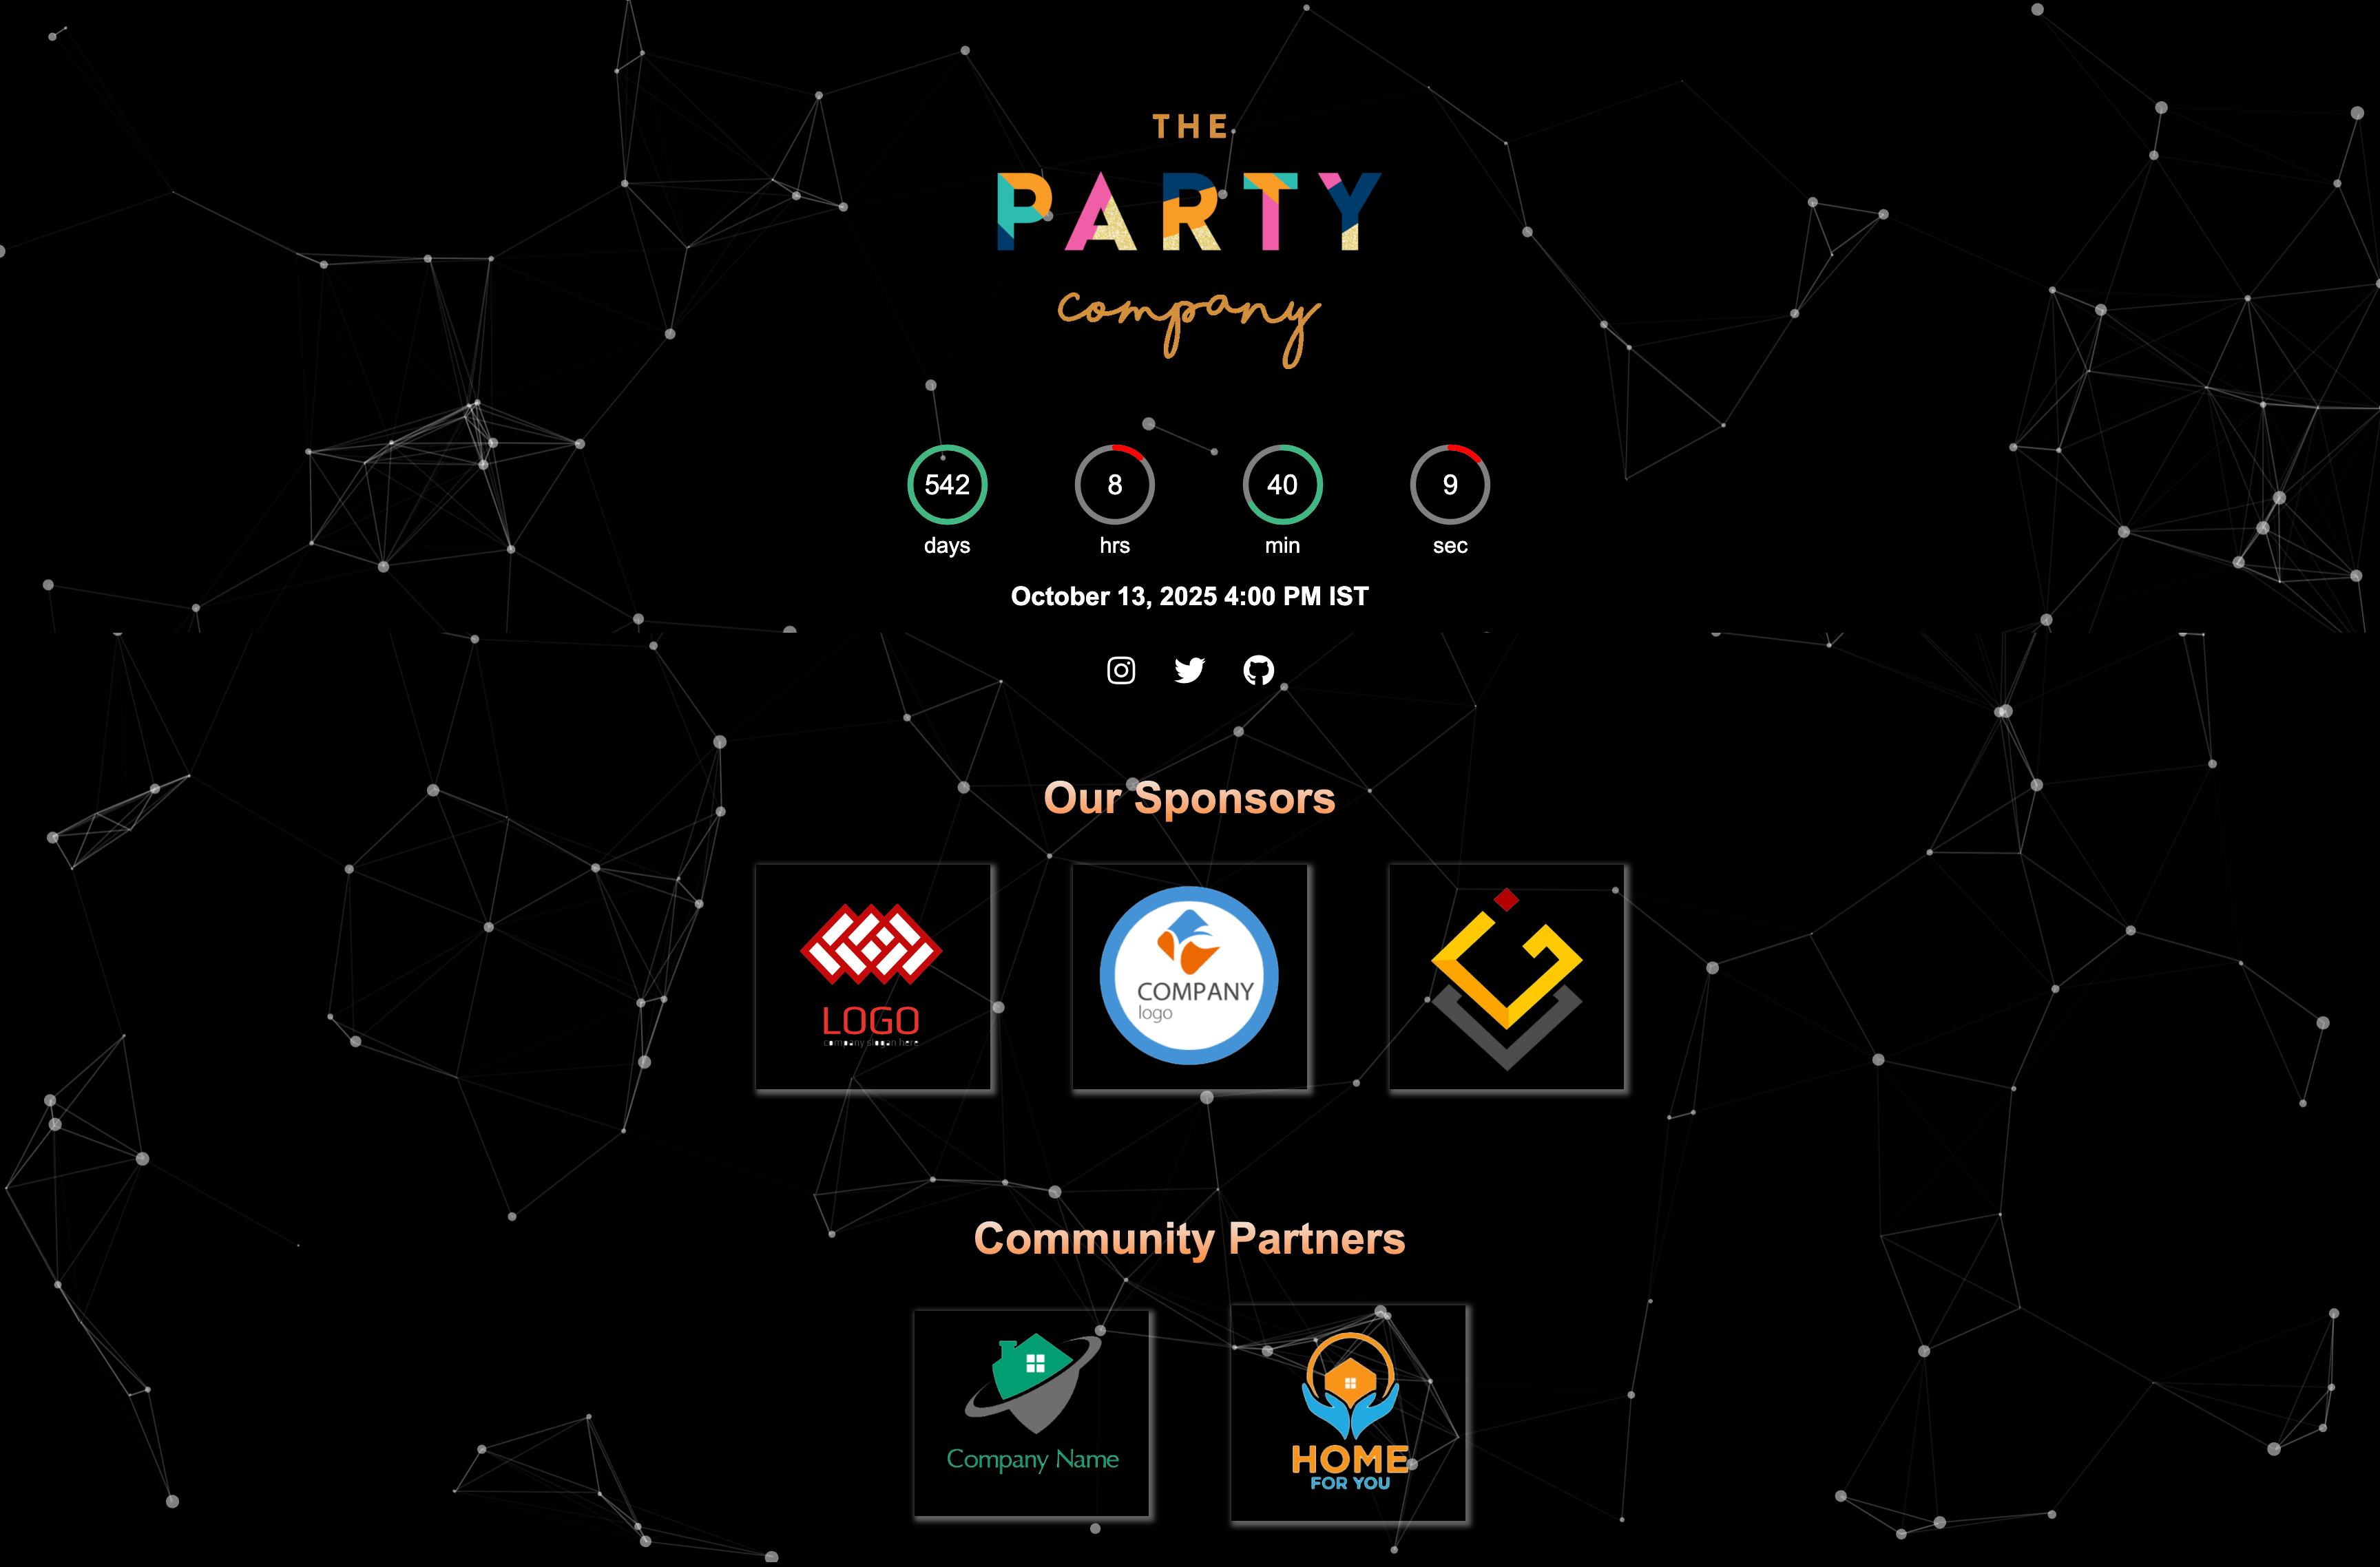 THE
PARTY
company
542 8 40 9
days hrs min sec
October 13, 2025 4:00 PM IST
Our Sponsors
LOGO
company slogan here
COMPANY
logo
Community Partners
Company Name
HOME
FOR YOU